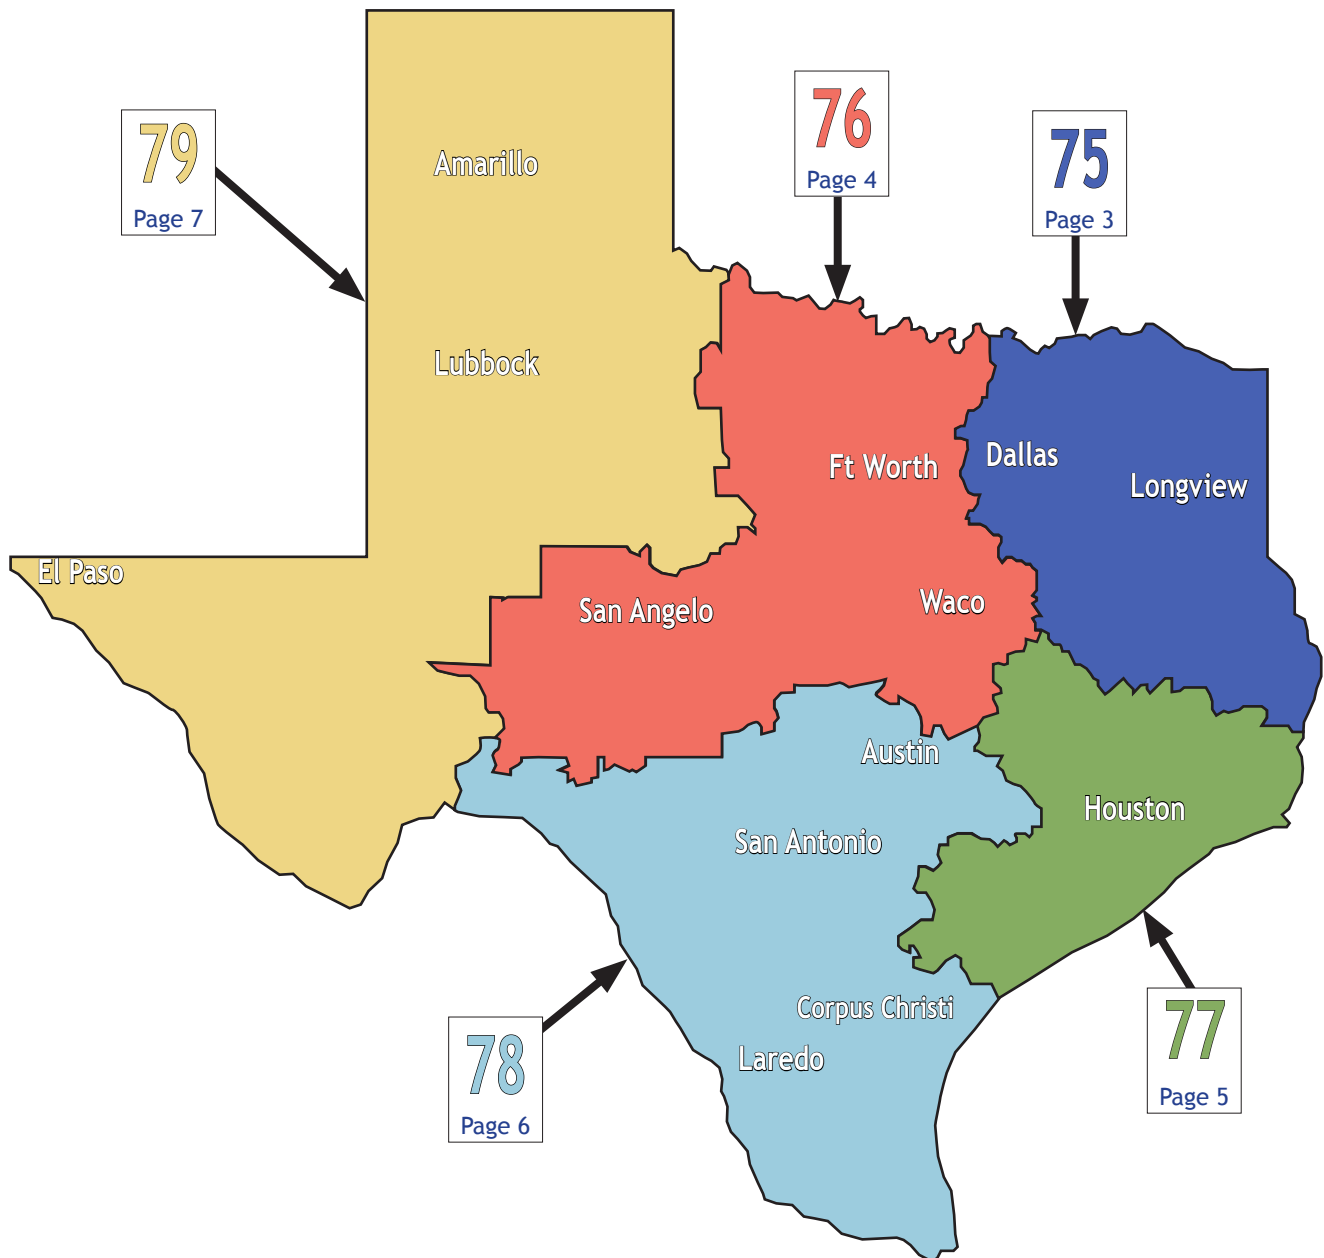 76
Page 4
79
Page 7
75
Page 3
Amarillo
Lubbock
Dallas
Ft Worth
Longview
El Paso
San Angelo
Waco
Austin
Houston
San Antonio
Corpus Christi
Laredo
78
Page 6
77
Page 5